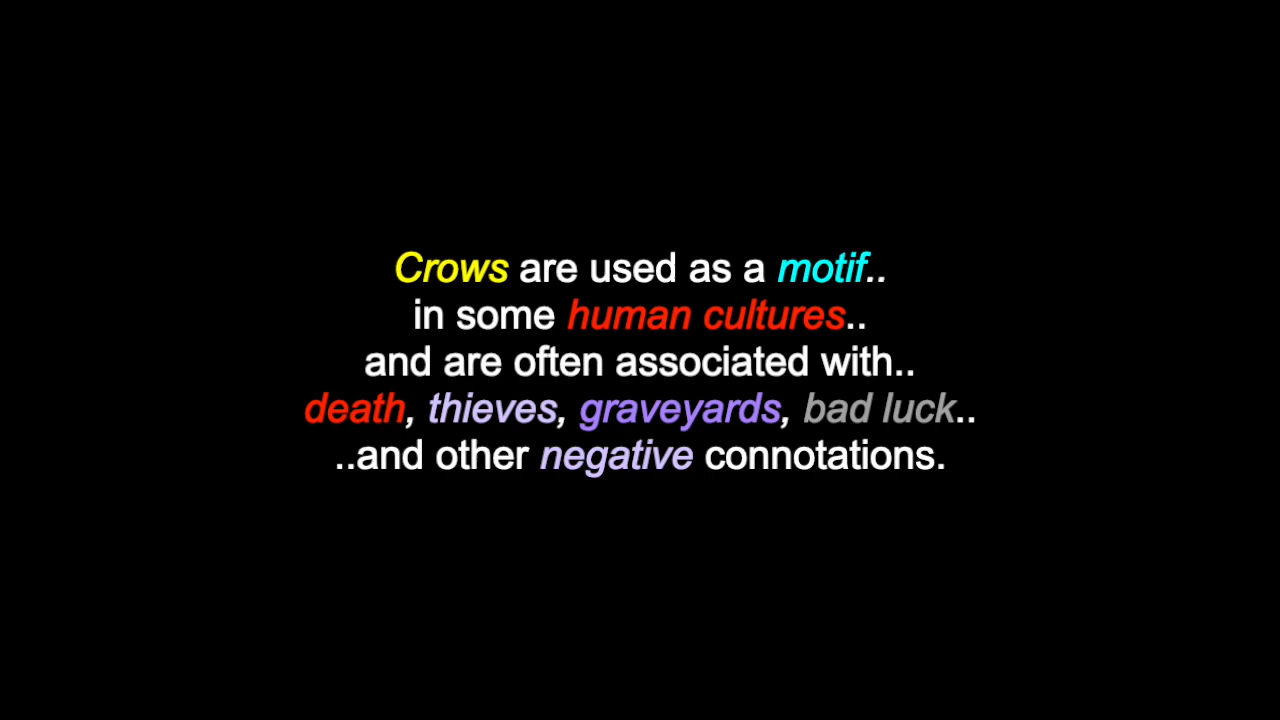 Crows are used as a motif..
in some human cultures..
and are often associated with..
death, thieves, graveyards, bad luck..
..and other negative connotations.